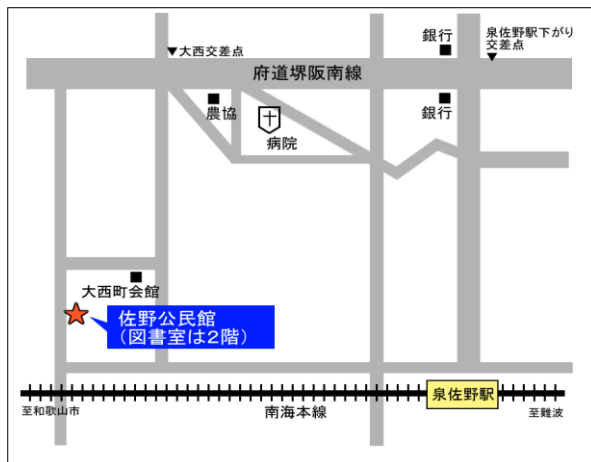 銀行
泉佐野駅下がり
交差点
▼大西交差点
府道堺阪南線
農協
銀行
病院
大西町会館
佐野公民館
（図書室は2階）
泉佐野駅
至和歌山市
南海本線
至難波